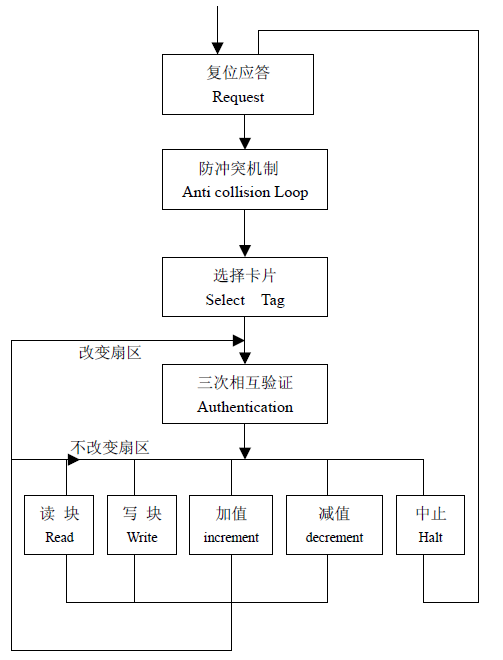 复位应答
Request
防冲突机制
Anti collision Loop
选择卡片
Select Tag
改变扇区
三次相互验证
Authentication
不改变扇区
读 块
Read
写 块
Write
加值
increment
减值
decrement
中止
Halt